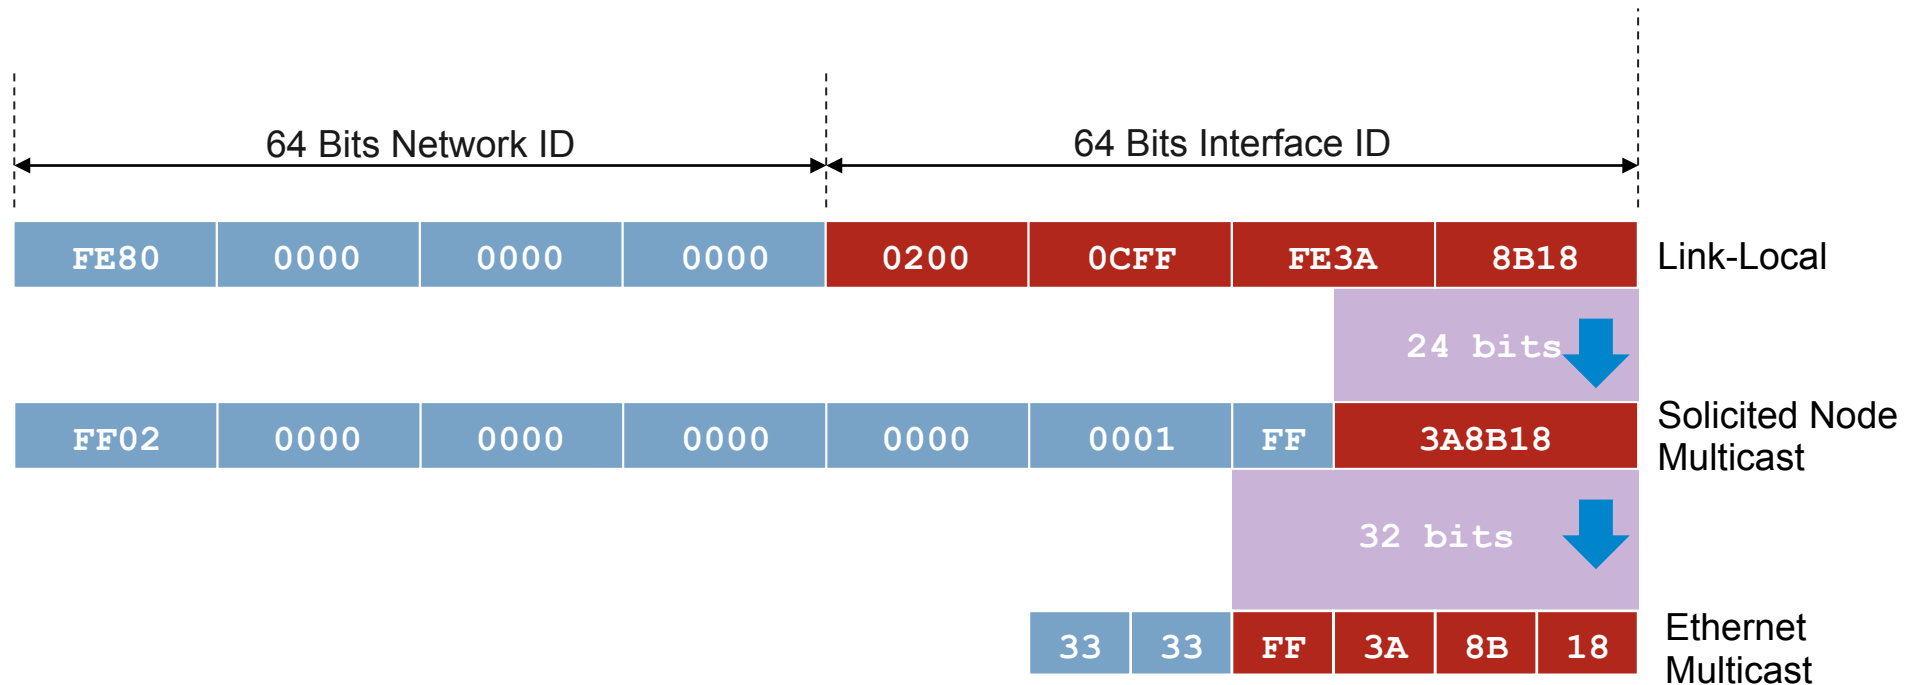 64 Bits Network ID 64 Bits Interface ID
FE80 0000 0000 0000 0200 0CFF FE3A 8B18 Link-Local
24 bits
FF02 0000 0000 0000 0000 0001 FF 3A8B18 Solicited Node
Multicast
32 bits
33 33 FF 3A 8B 18 Ethernet
Multicast